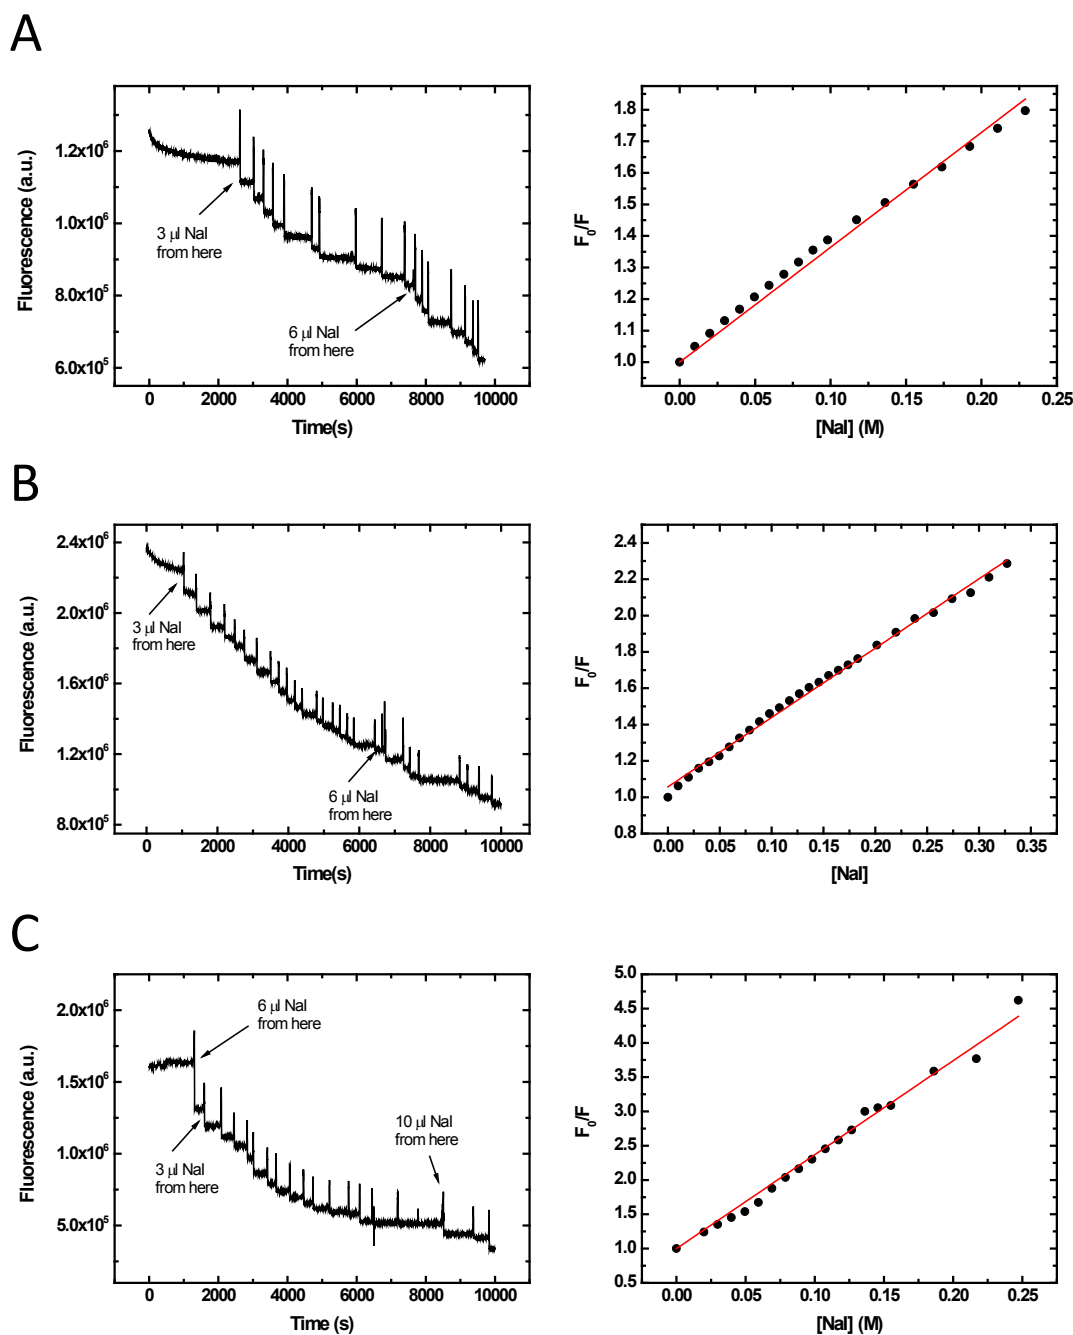 A
Fluorescence (a.u.)
1.2x10⁶
1.0x10⁶
8.0x10⁵
6.0x10⁵
3 µl NaI
from here
6 µl NaI
from here
0 2000 4000 6000 8000 10000
Time(s)
F₀/F
1.8
1.7
1.6
1.5
1.4
1.3
1.2
1.1
1.0
0.00 0.05 0.10 0.15 0.20 0.25
[NaI] (M)
B
Fluorescence (a.u.)
2.4x10⁶
2.0x10⁶
1.6x10⁶
1.2x10⁶
8.0x10⁵
3 µl NaI
from here
6 µl NaI
from here
0 2000 4000 6000 8000 10000
Time(s)
F₀/F
2.4
2.2
2.0
1.8
1.6
1.4
1.2
1.0
0.8
0.00 0.05 0.10 0.15 0.20 0.25 0.30 0.35
[NaI]
C
Fluorescence (a.u.)
2.0x10⁶
1.5x10⁶
1.0x10⁶
5.0x10⁵
6 µl NaI
from here
3 µl NaI
from here
10 µl NaI
from here
0 2000 4000 6000 8000 10000
Time (s)
F₀/F
5.0
4.5
4.0
3.5
3.0
2.5
2.0
1.5
1.0
0.5
0.00 0.05 0.10 0.15 0.20 0.25
[NaI] (M)